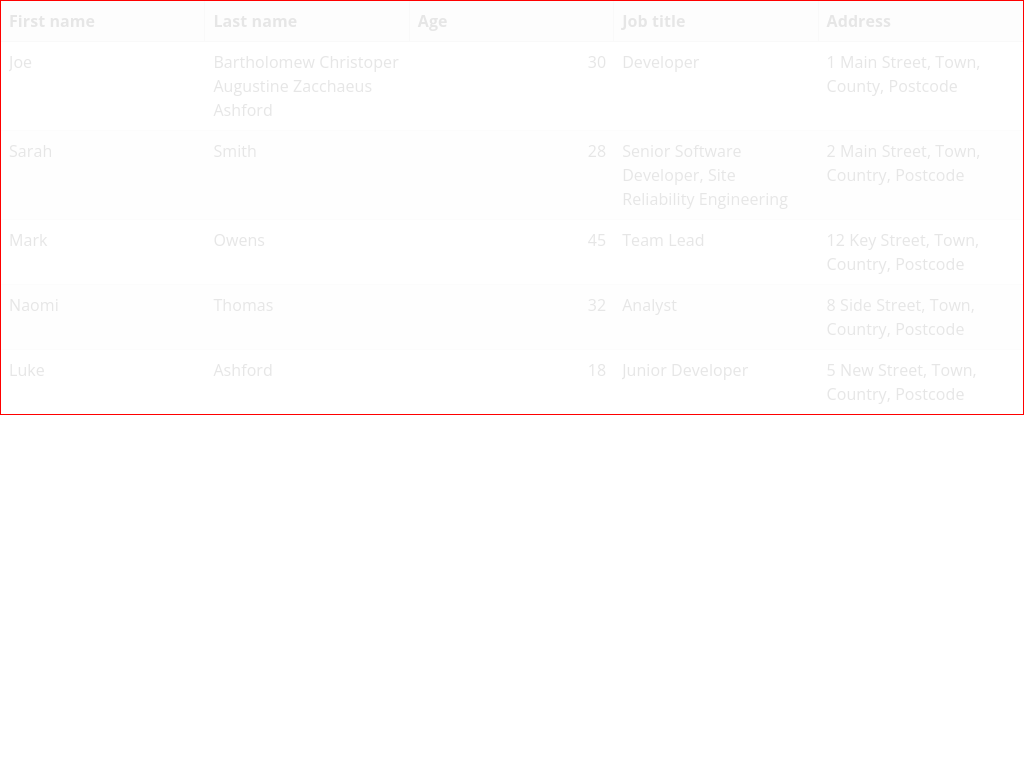 First name Last name Age Job title Address
Joe Bartholomew Christoper Augustine Zacchaeus Ashford 30 Developer 1 Main Street, Town, County, Postcode
Sarah Smith 28 Senior Software Developer, Site Reliability Engineering 2 Main Street, Town, Country, Postcode
Mark Owens 45 Team Lead 12 Key Street, Town, Country, Postcode
Naomi Thomas 32 Analyst 8 Side Street, Town, Country, Postcode
Luke Ashford 18 Junior Developer 5 New Street, Town, Country, Postcode